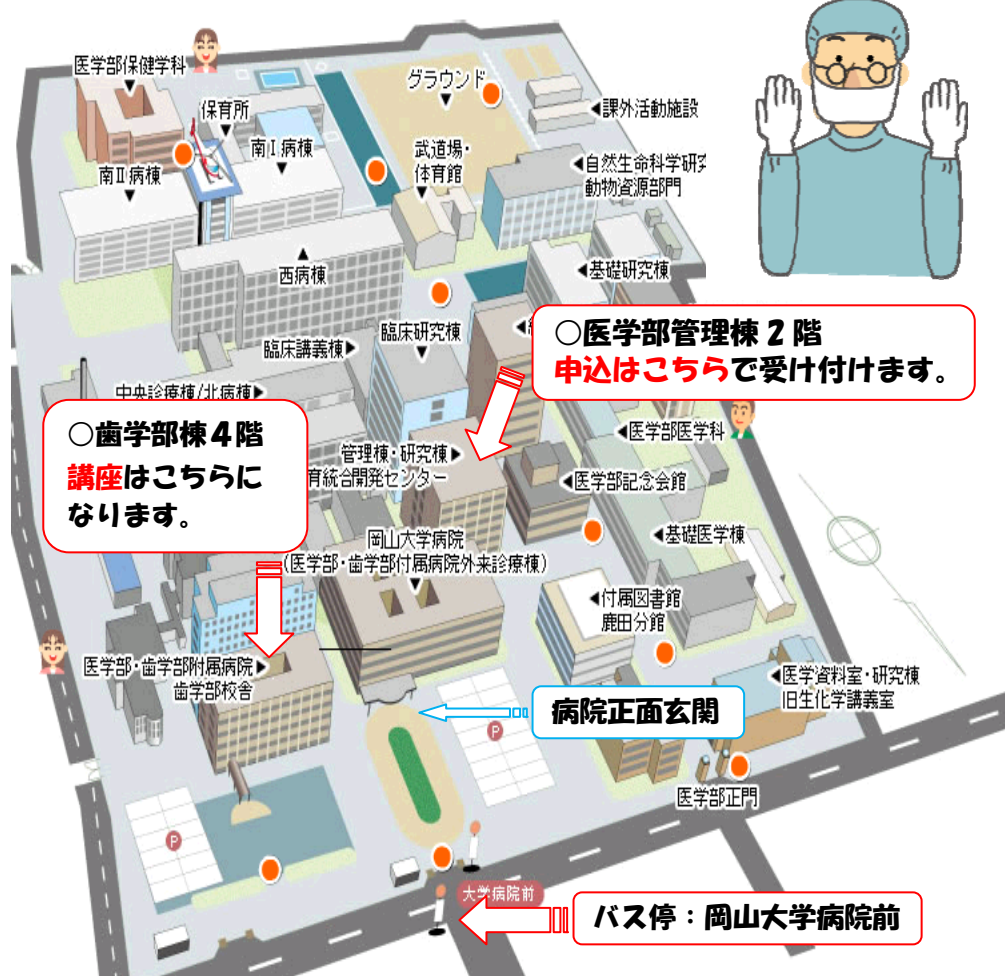 医学部保健学科
グラウンド
保育所
◀課外活動施設
南Ⅱ病棟
南Ⅰ病棟
武道場・
体育館
◀自然生命科学研究
動物資源部門
西病棟
◀基礎研究棟
臨床講義棟▶
臨床研究棟
○医学部管理棟2階
申込はこちらで受け付けます。
中央診療棟/北病棟▶
○歯学部棟4階
講座はこちらに
なります。
◀医学部医学科
管理棟・研究棟▶
育統合開発センター
◀医学部記念会館
岡山大学病院
(医学部・歯学部付属病院外来診療棟)
◀基礎医学棟
◀付属図書館
鹿田分館
医学部・歯学部附属病院▶
歯学部校舎
◀医学資料室・研究棟
旧生化学講義室
病院正面玄関
P
医学部正門
P
大学病院前
バス停：岡山大学病院前